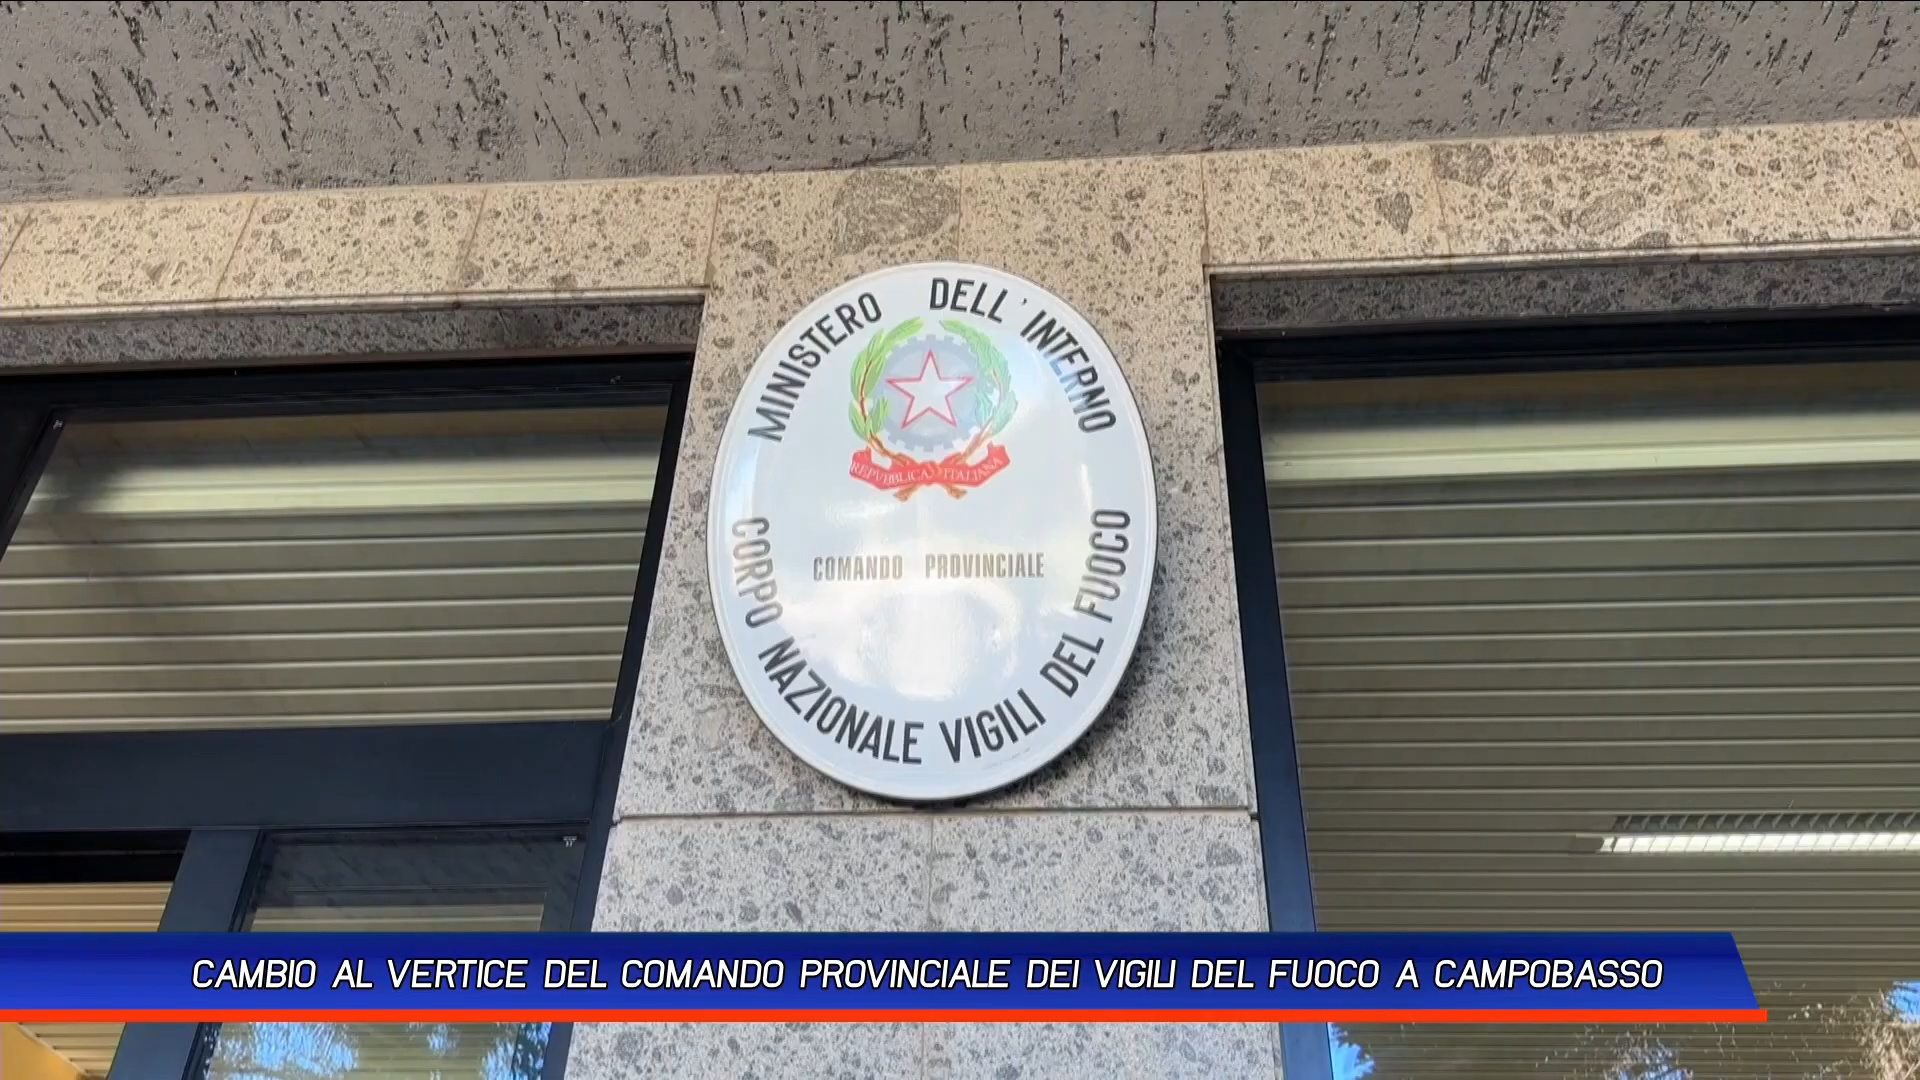 MINISTERO DELL'INTERNO
REPVBBLICA ITALIANA
COMANDO PROVINCIALE
CORPO NAZIONALE VIGILI DEL FUOCO
CAMBIO AL VERTICE DEL COMANDO PROVINCIALE DEI VIGILI DEL FUOCO A CAMPOBASSO